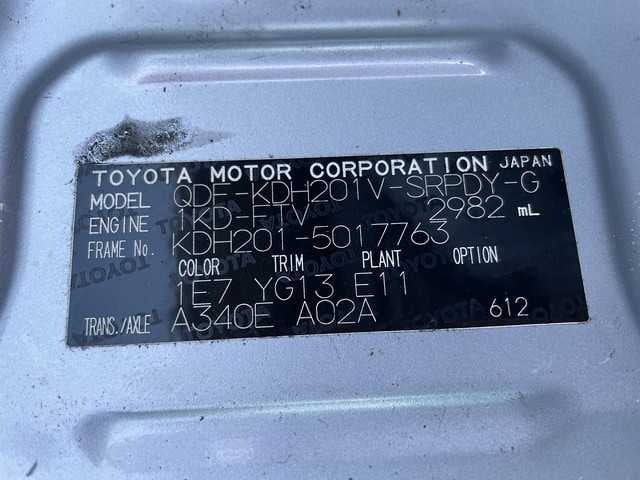 TOYOTA MOTOR CORPORATION JAPAN
MODEL QDF-KDH201V-SRPDY-G
ENGINE 1KD-FTV 2982 mL
FRAME No. KDH201-5017763
COLOR TRIM PLANT OPTION
1E7 YG13 E11
TRANS./AXLE A340E A02A 612